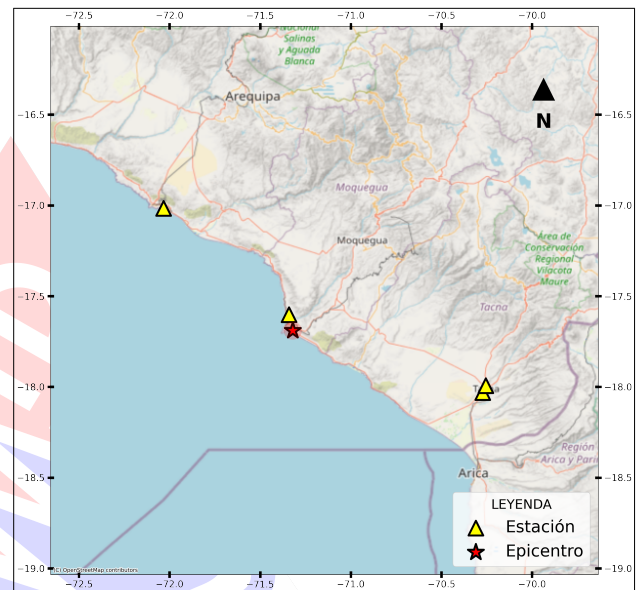 −72.5 −72.0 −71.5 −71.0 −70.5 −70.0
Salinas
y Aguada
Blanca
Arequipa
−16.5 −16.5
N
Moquegua
−17.0 −17.0
Moquegua
Área de
Conservación
Regional
Vilacota
Maure
−17.5 −17.5
Tacna
−18.0 −18.0
Región
Arica y Pari
Arica
−18.5 −18.5
LEYENDA
Estación
Epicentro
−19.0 −19.0
(C) OpenStreetMap contributors
−72.5 −72.0 −71.5 −71.0 −70.5 −70.0